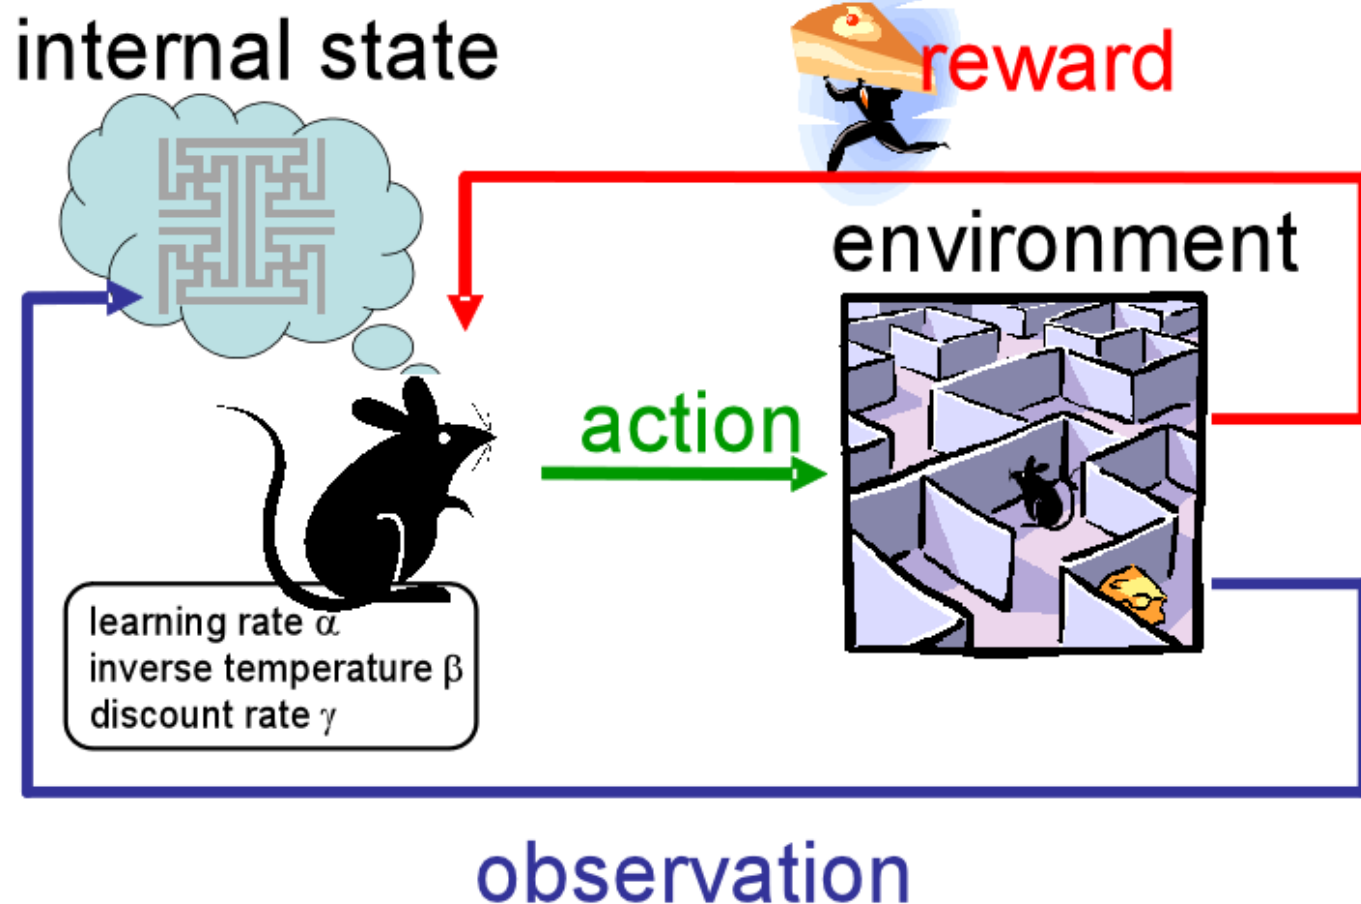 internal state
reward
environment
action
learning rate α
inverse temperature β
discount rate γ
observation